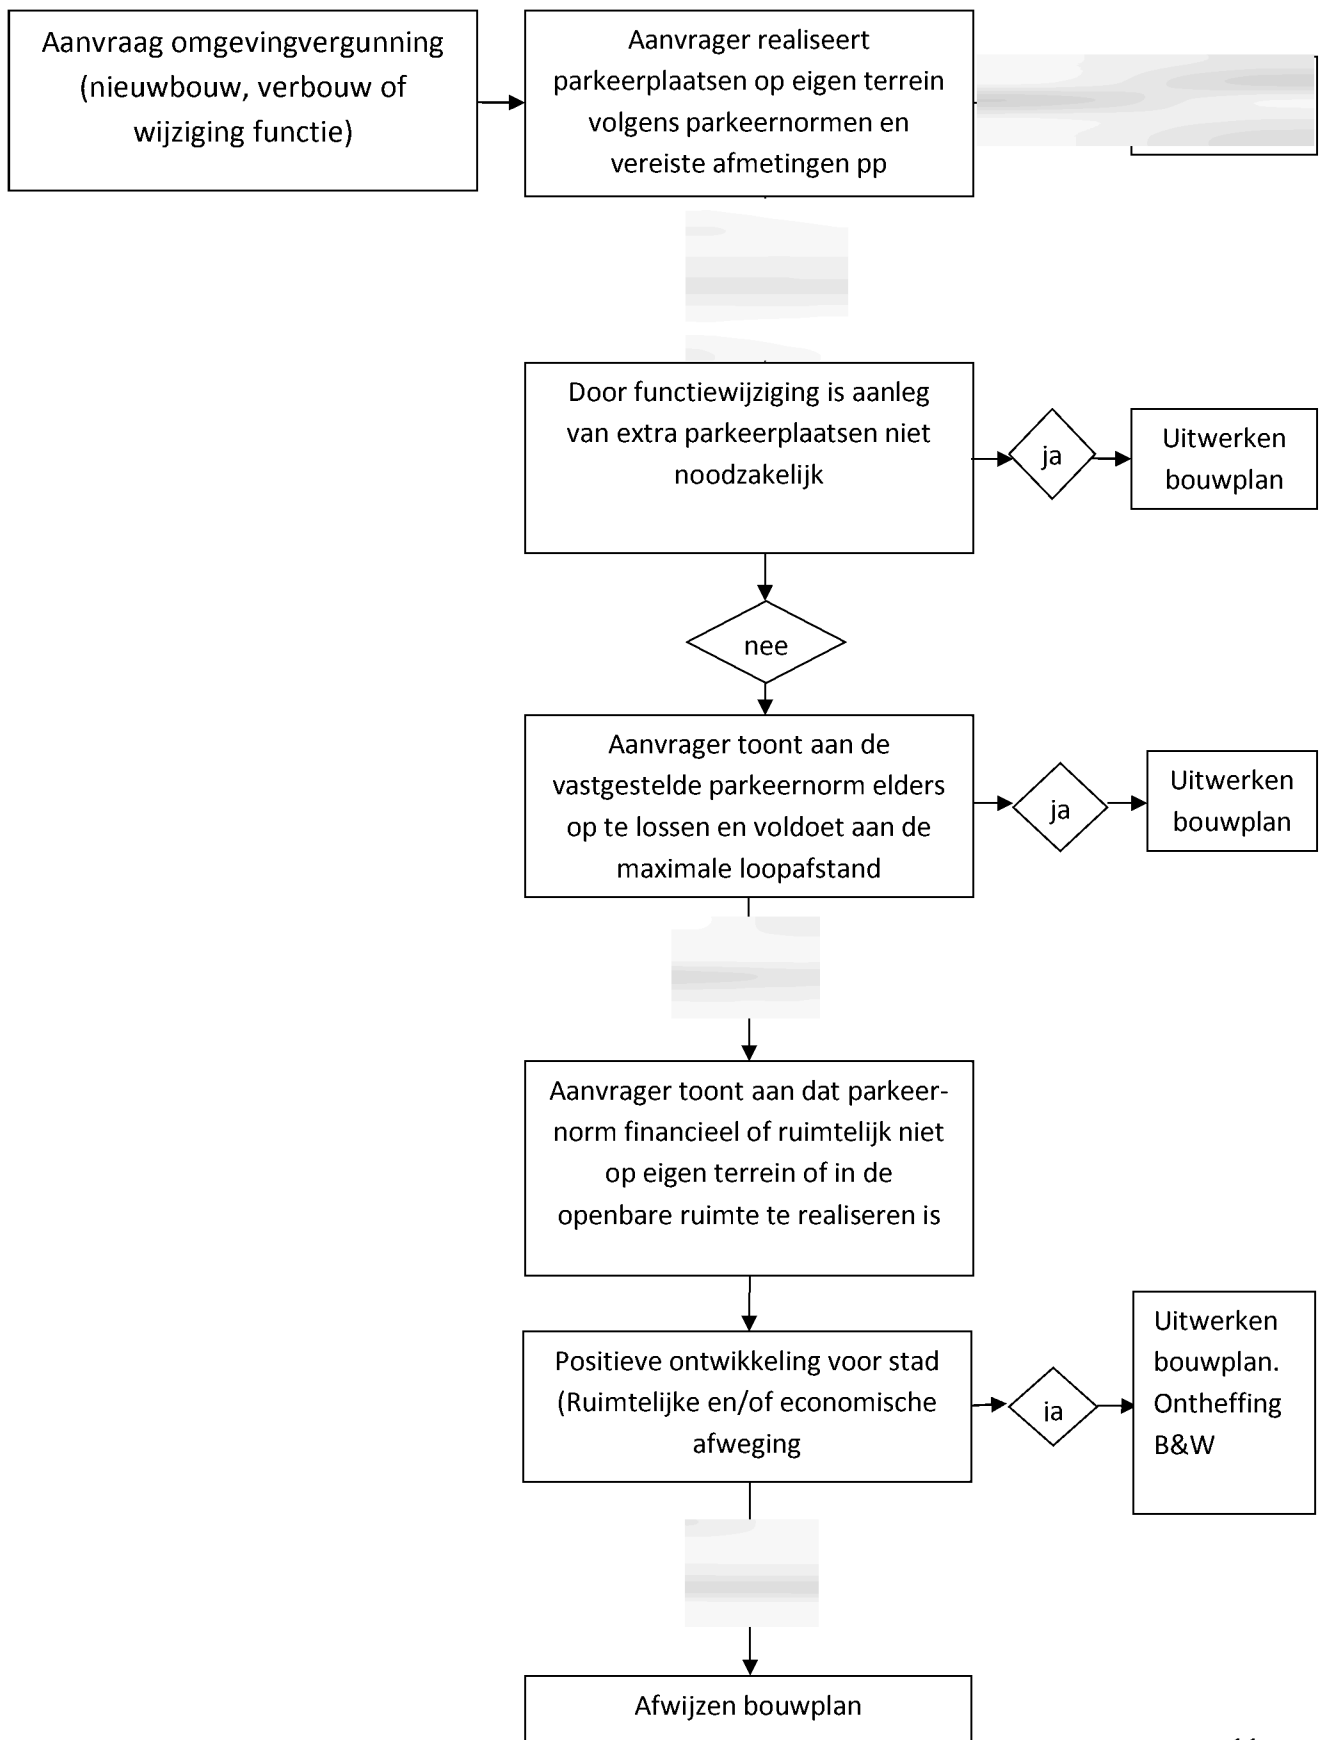 Aanvraag omgevingvergunning
(nieuwbouw, verbouw of
wijziging functie)
Aanvrager realiseert
parkeerplaatsen op eigen terrein
volgens parkeernormen en
vereiste afmetingen pp
Door functiewijziging is aanleg
van extra parkeerplaatsen niet
noodzakelijk
ja
Uitwerken
bouwplan
nee
Aanvrager toont aan de
vastgestelde parkeernorm elders
op te lossen en voldoet aan de
maximale loopafstand
ja
Uitwerken
bouwplan
Aanvrager toont aan dat parkeer-
norm financieel of ruimtelijk niet
op eigen terrein of in de
openbare ruimte te realiseren is
Positieve ontwikkeling voor stad
(Ruimtelijke en/of economische
afweging
ja
Uitwerken
bouwplan.
Ontheffing
B&W
Afwijzen bouwplan